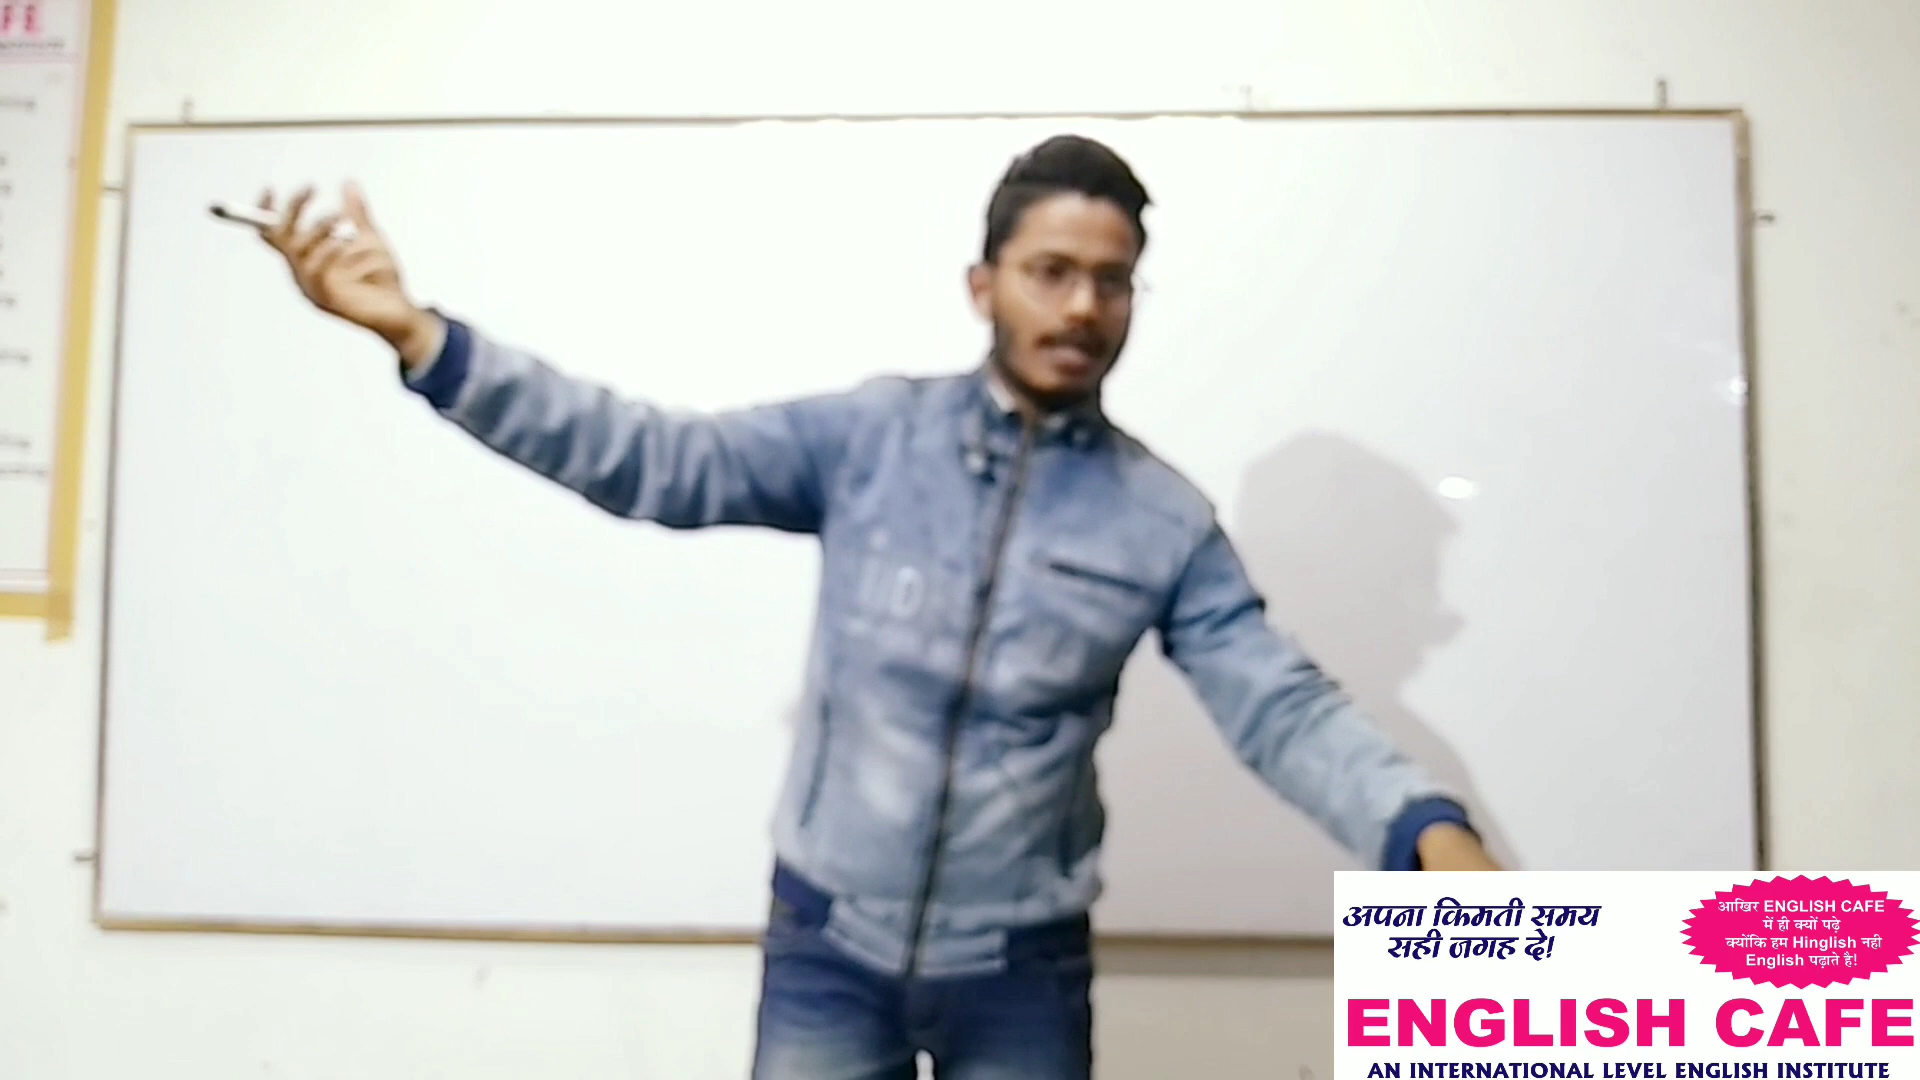 FE
अपना किमती समय
सही जगह दे!
आखिर ENGLISH CAFE
में ही क्यों पढ़े
क्योंकि हम Hinglish नही
English पढ़ाते है!
ENGLISH CAFE
AN INTERNATIONAL LEVEL ENGLISH INSTITUTE